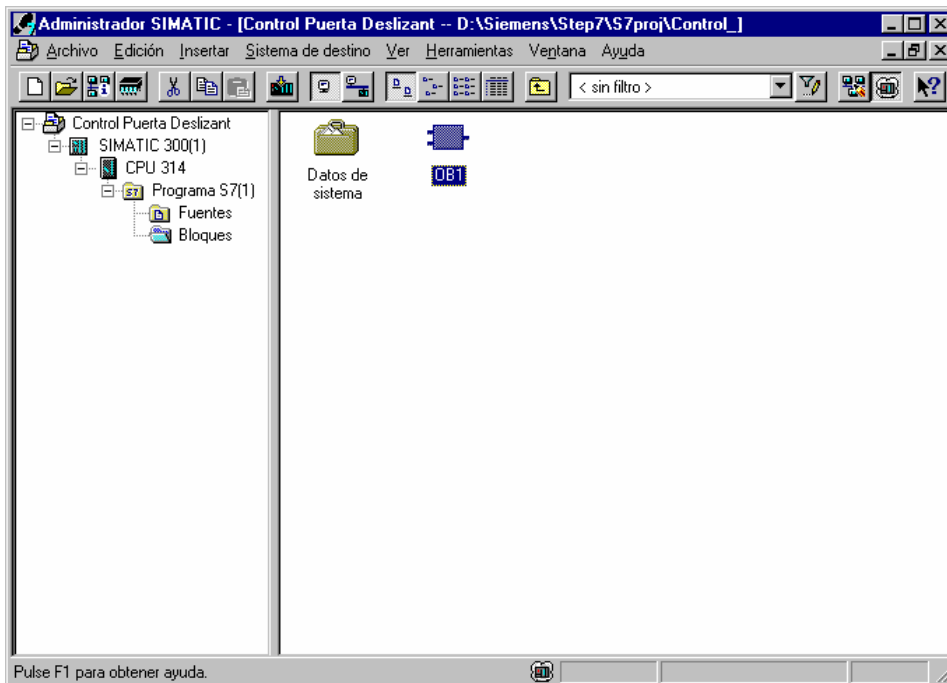 Administrador SIMATIC - [Control Puerta Deslizant -- D:\Siemens\Step7\S7proj\Control_]
Archivo Edición Insertar Sistema de destino Ver Herramientas Ventana Ayuda
< sin filtro >
Control Puerta Deslizant
SIMATIC 300(1)
CPU 314
Programa S7(1)
Fuentes
Bloques
Datos de
sistema
OB1
Pulse F1 para obtener ayuda.